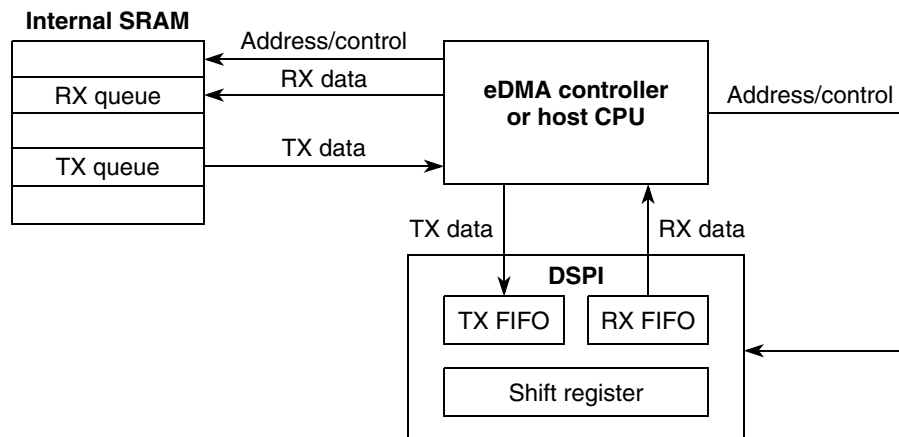 Internal SRAM
Address/control
RX data
RX queue
eDMA controller
or host CPU
Address/control
TX data
TX queue
TX data
RX data
DSPI
TX FIFO
RX FIFO
Shift register